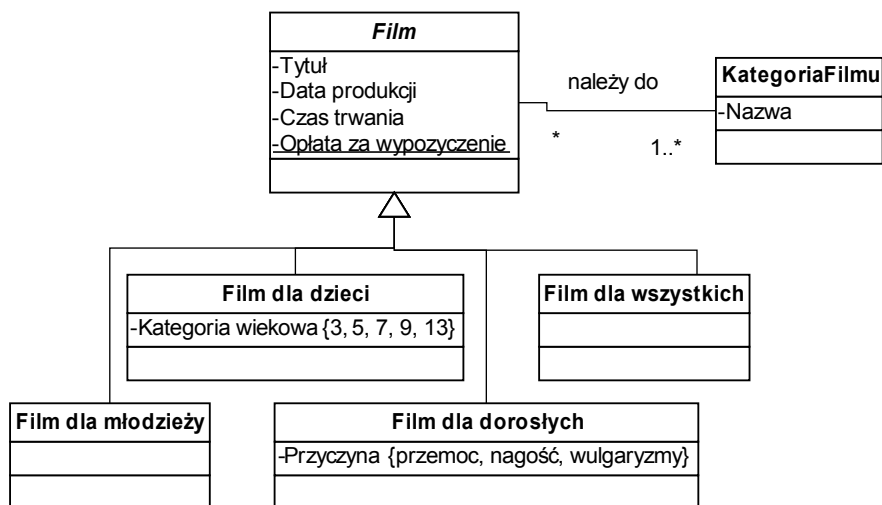 Film
-Tytuł
-Data produkcji
-Czas trwania
-Opłata za wypozyczenie
należy do
*
1..*
KategoriaFilmu
-Nazwa
Film dla dzieci
-Kategoria wiekowa {3, 5, 7, 9, 13}
Film dla wszystkich
Film dla młodzieży
Film dla dorosłych
-Przyczyna {przemoc, nagość, wulgaryzmy}